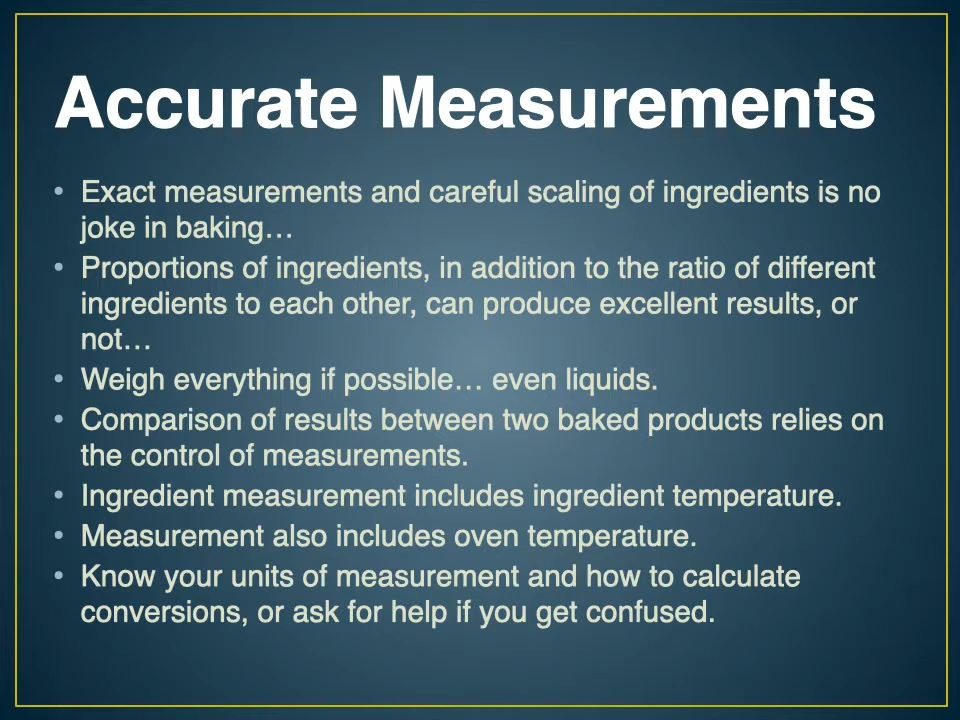 Accurate Measurements
• Exact measurements and careful scaling of ingredients is no
joke in baking…
• Proportions of ingredients, in addition to the ratio of different
ingredients to each other, can produce excellent results, or
not…
• Weigh everything if possible… even liquids.
• Comparison of results between two baked products relies on
the control of measurements.
• Ingredient measurement includes ingredient temperature.
• Measurement also includes oven temperature.
• Know your units of measurement and how to calculate
conversions, or ask for help if you get confused.